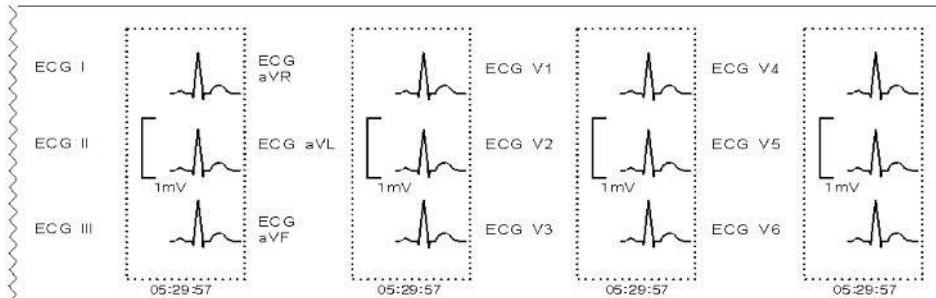 ECG I
ECG aVR
ECG V1
ECG V4
ECG II
1mV
ECG aVL
1mV
ECG V2
1mV
ECG V5
1mV
ECG III
ECG aVF
ECG V3
ECG V6
05:29:57
05:29:57
05:29:57
05:29:57